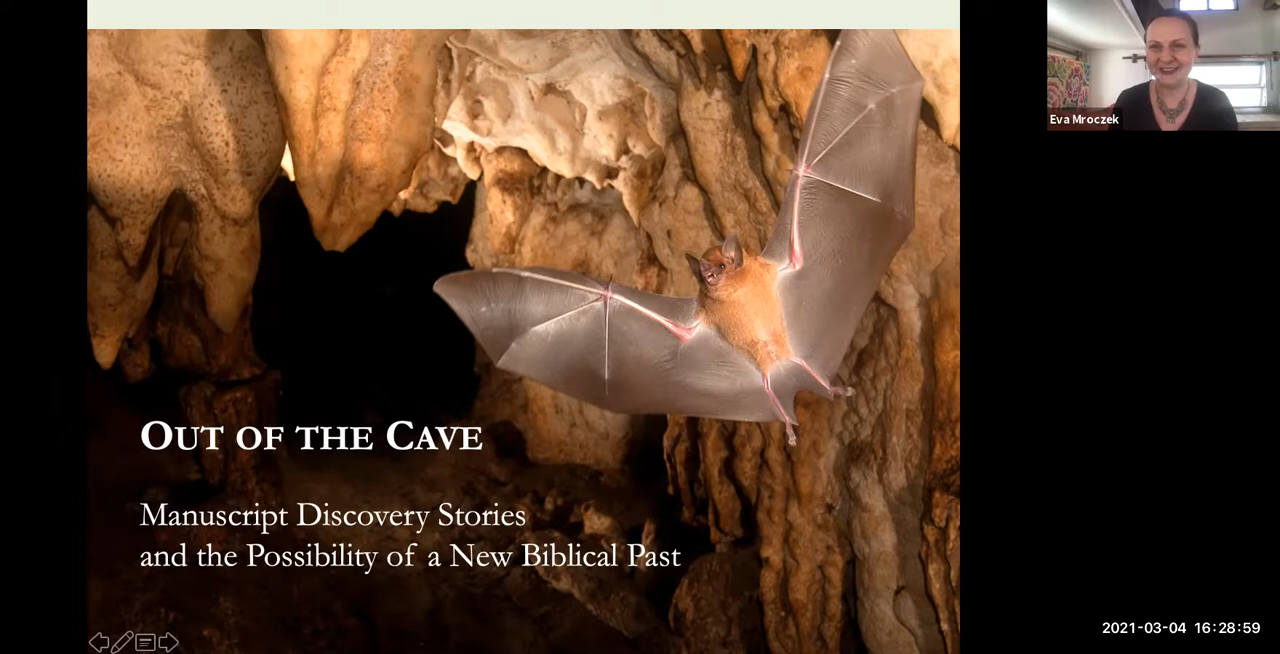 Eva Mroczek
OUT OF THE CAVE
Manuscript Discovery Stories
and the Possibility of a New Biblical Past
2021-03-04 16:28:59